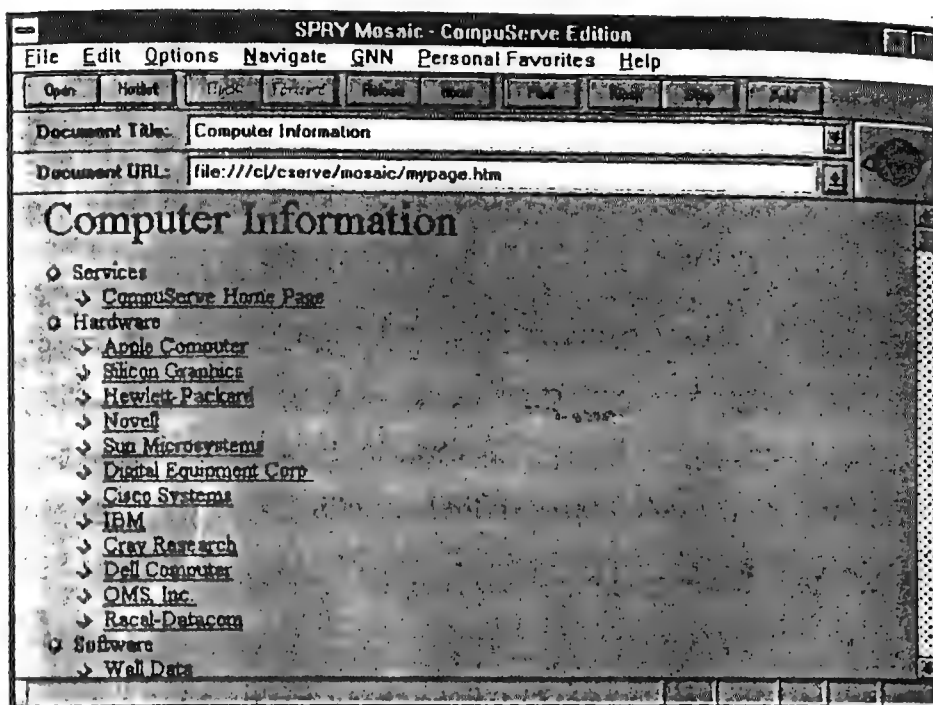 SPRY Mosaic - CompuServe Edition
File Edit Options Navigate GNN Personal Favorites Help
Open Hotlist Back Forward Reload Home Find Stop
Document Title: Computer Information
Document URL: file:///c|/cserve/mosaic/mypage.htm
Computer Information
Services
CompuServe Home Page
Hardware
Apple Computer
Silicon Graphics
Hewlett-Packard
Novell
Sun Microsystems
Digital Equipment Corp
Cisco Systems
IBM
Cray Research
Dell Computer
QMS, Inc.
Racal-Datacom
Software
Wall Data